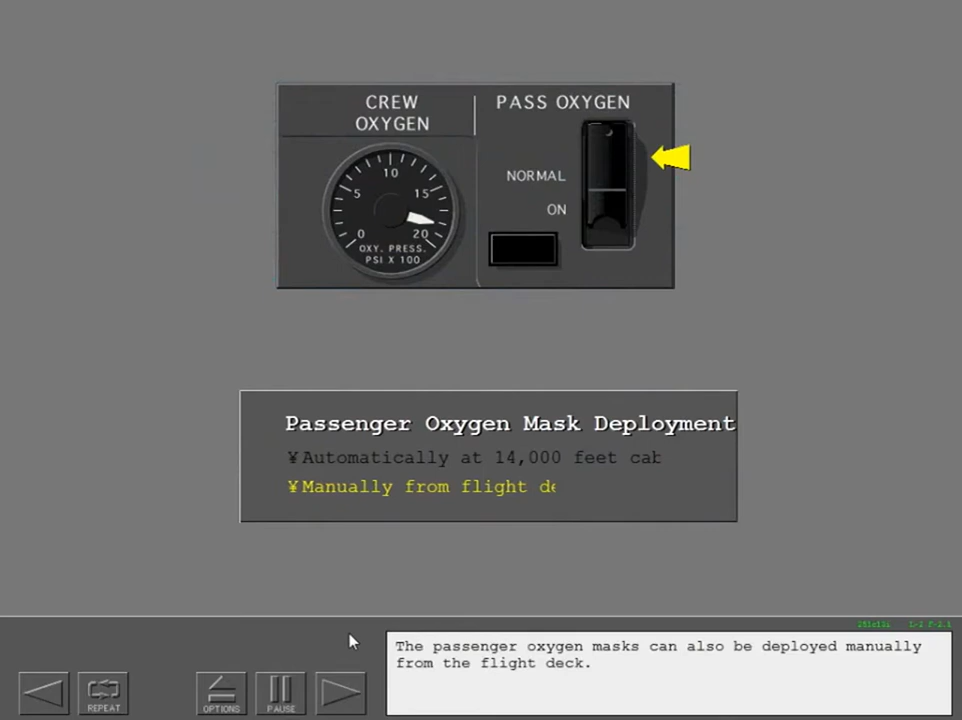 CREW
OXYGEN
PASS OXYGEN
10
5
15
0
20
OXY. PRESS.
PSI X 100
NORMAL
ON
Passenger Oxygen Mask Deployment
¥Automatically at 14,000 feet cab
¥Manually from flight de
The passenger oxygen masks can also be deployed manually
from the flight deck.
REPEAT
OPTIONS
PAUSE